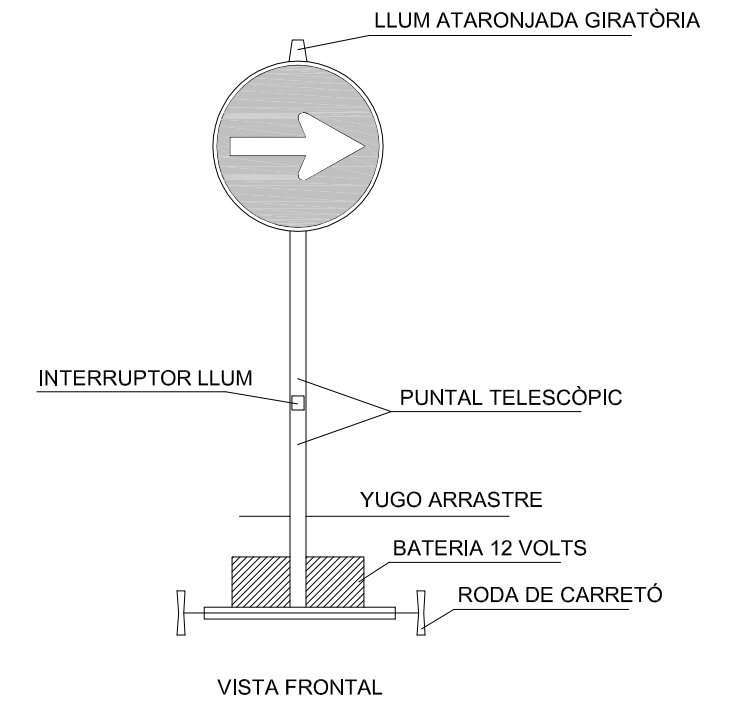 LLUM ATARONJADA GIRATÒRIA
INTERRUPTOR LLUM
PUNTAL TELESCÒPIC
YUGO ARRASTRE
BATERIA 12 VOLTS
RODA DE CARRETÓ
VISTA FRONTAL